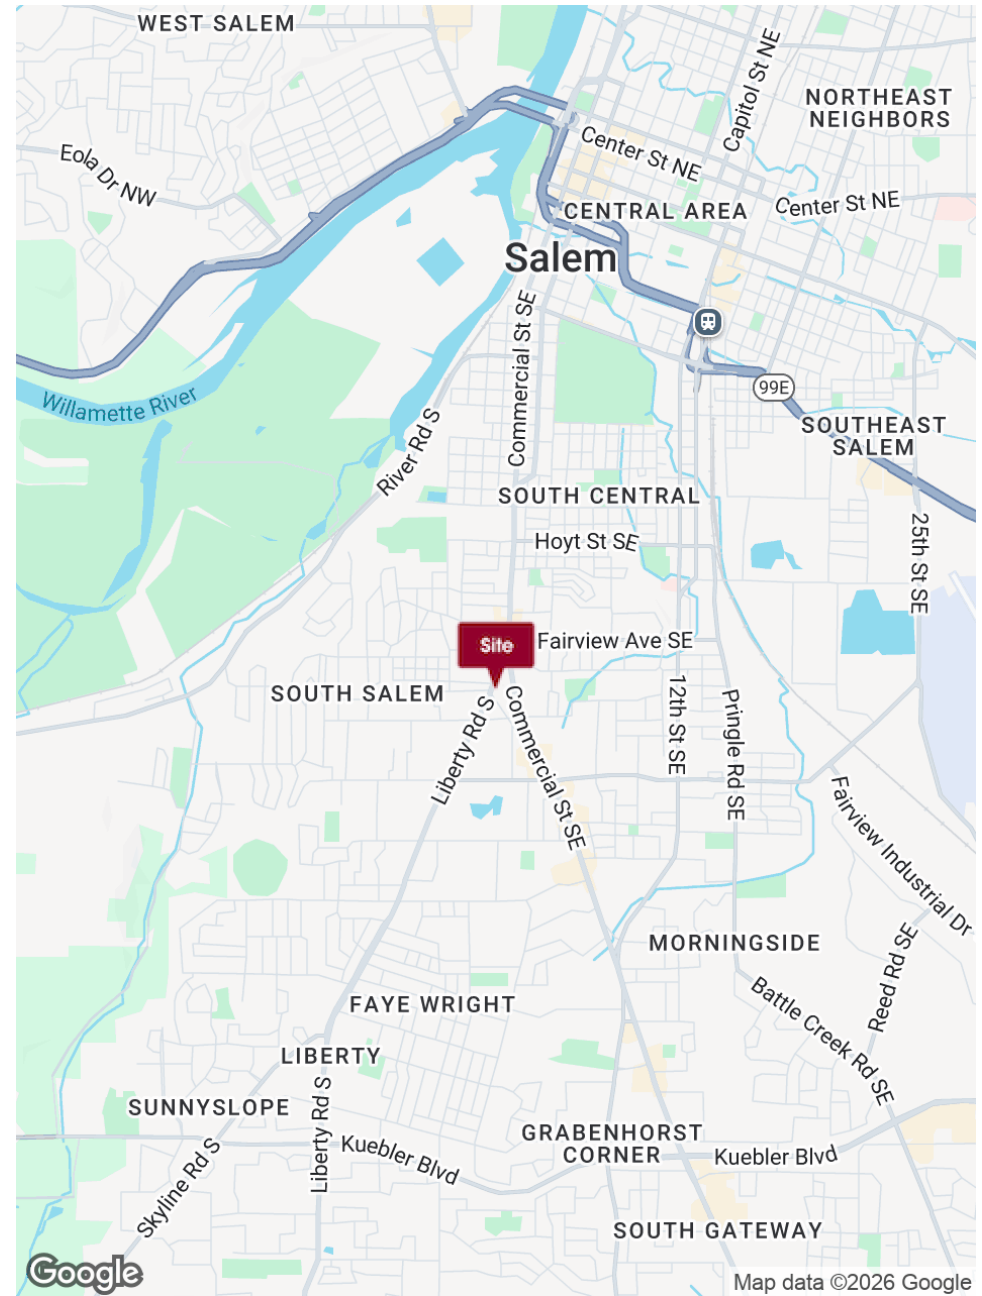 WEST SALEM
NORTHEAST
NEIGHBORS
Capitol St NE
Center St NE
Eola Dr NW
Center St NE
CENTRAL AREA
Salem
Commercial St SE
99E
Willamette River
River Rd S
SOUTHEAST
SALEM
SOUTH CENTRAL
Hoyt St SE
25th St SE
Site
Fairview Ave SE
SOUTH SALEM
Liberty Rd S
Commercial St SE
12th St SE
Pringle Rd SE
Fairview Industrial Dr
MORNINGSIDE
Reed Rd SE
Battle Creek Rd SE
FAYE WRIGHT
LIBERTY
SUNNYSLOPE
Liberty Rd S
GRABENHORST
CORNER
Kuebler Blvd
Kuebler Blvd
Skyline Rd S
SOUTH GATEWAY
Google
Map data ©2026 Google